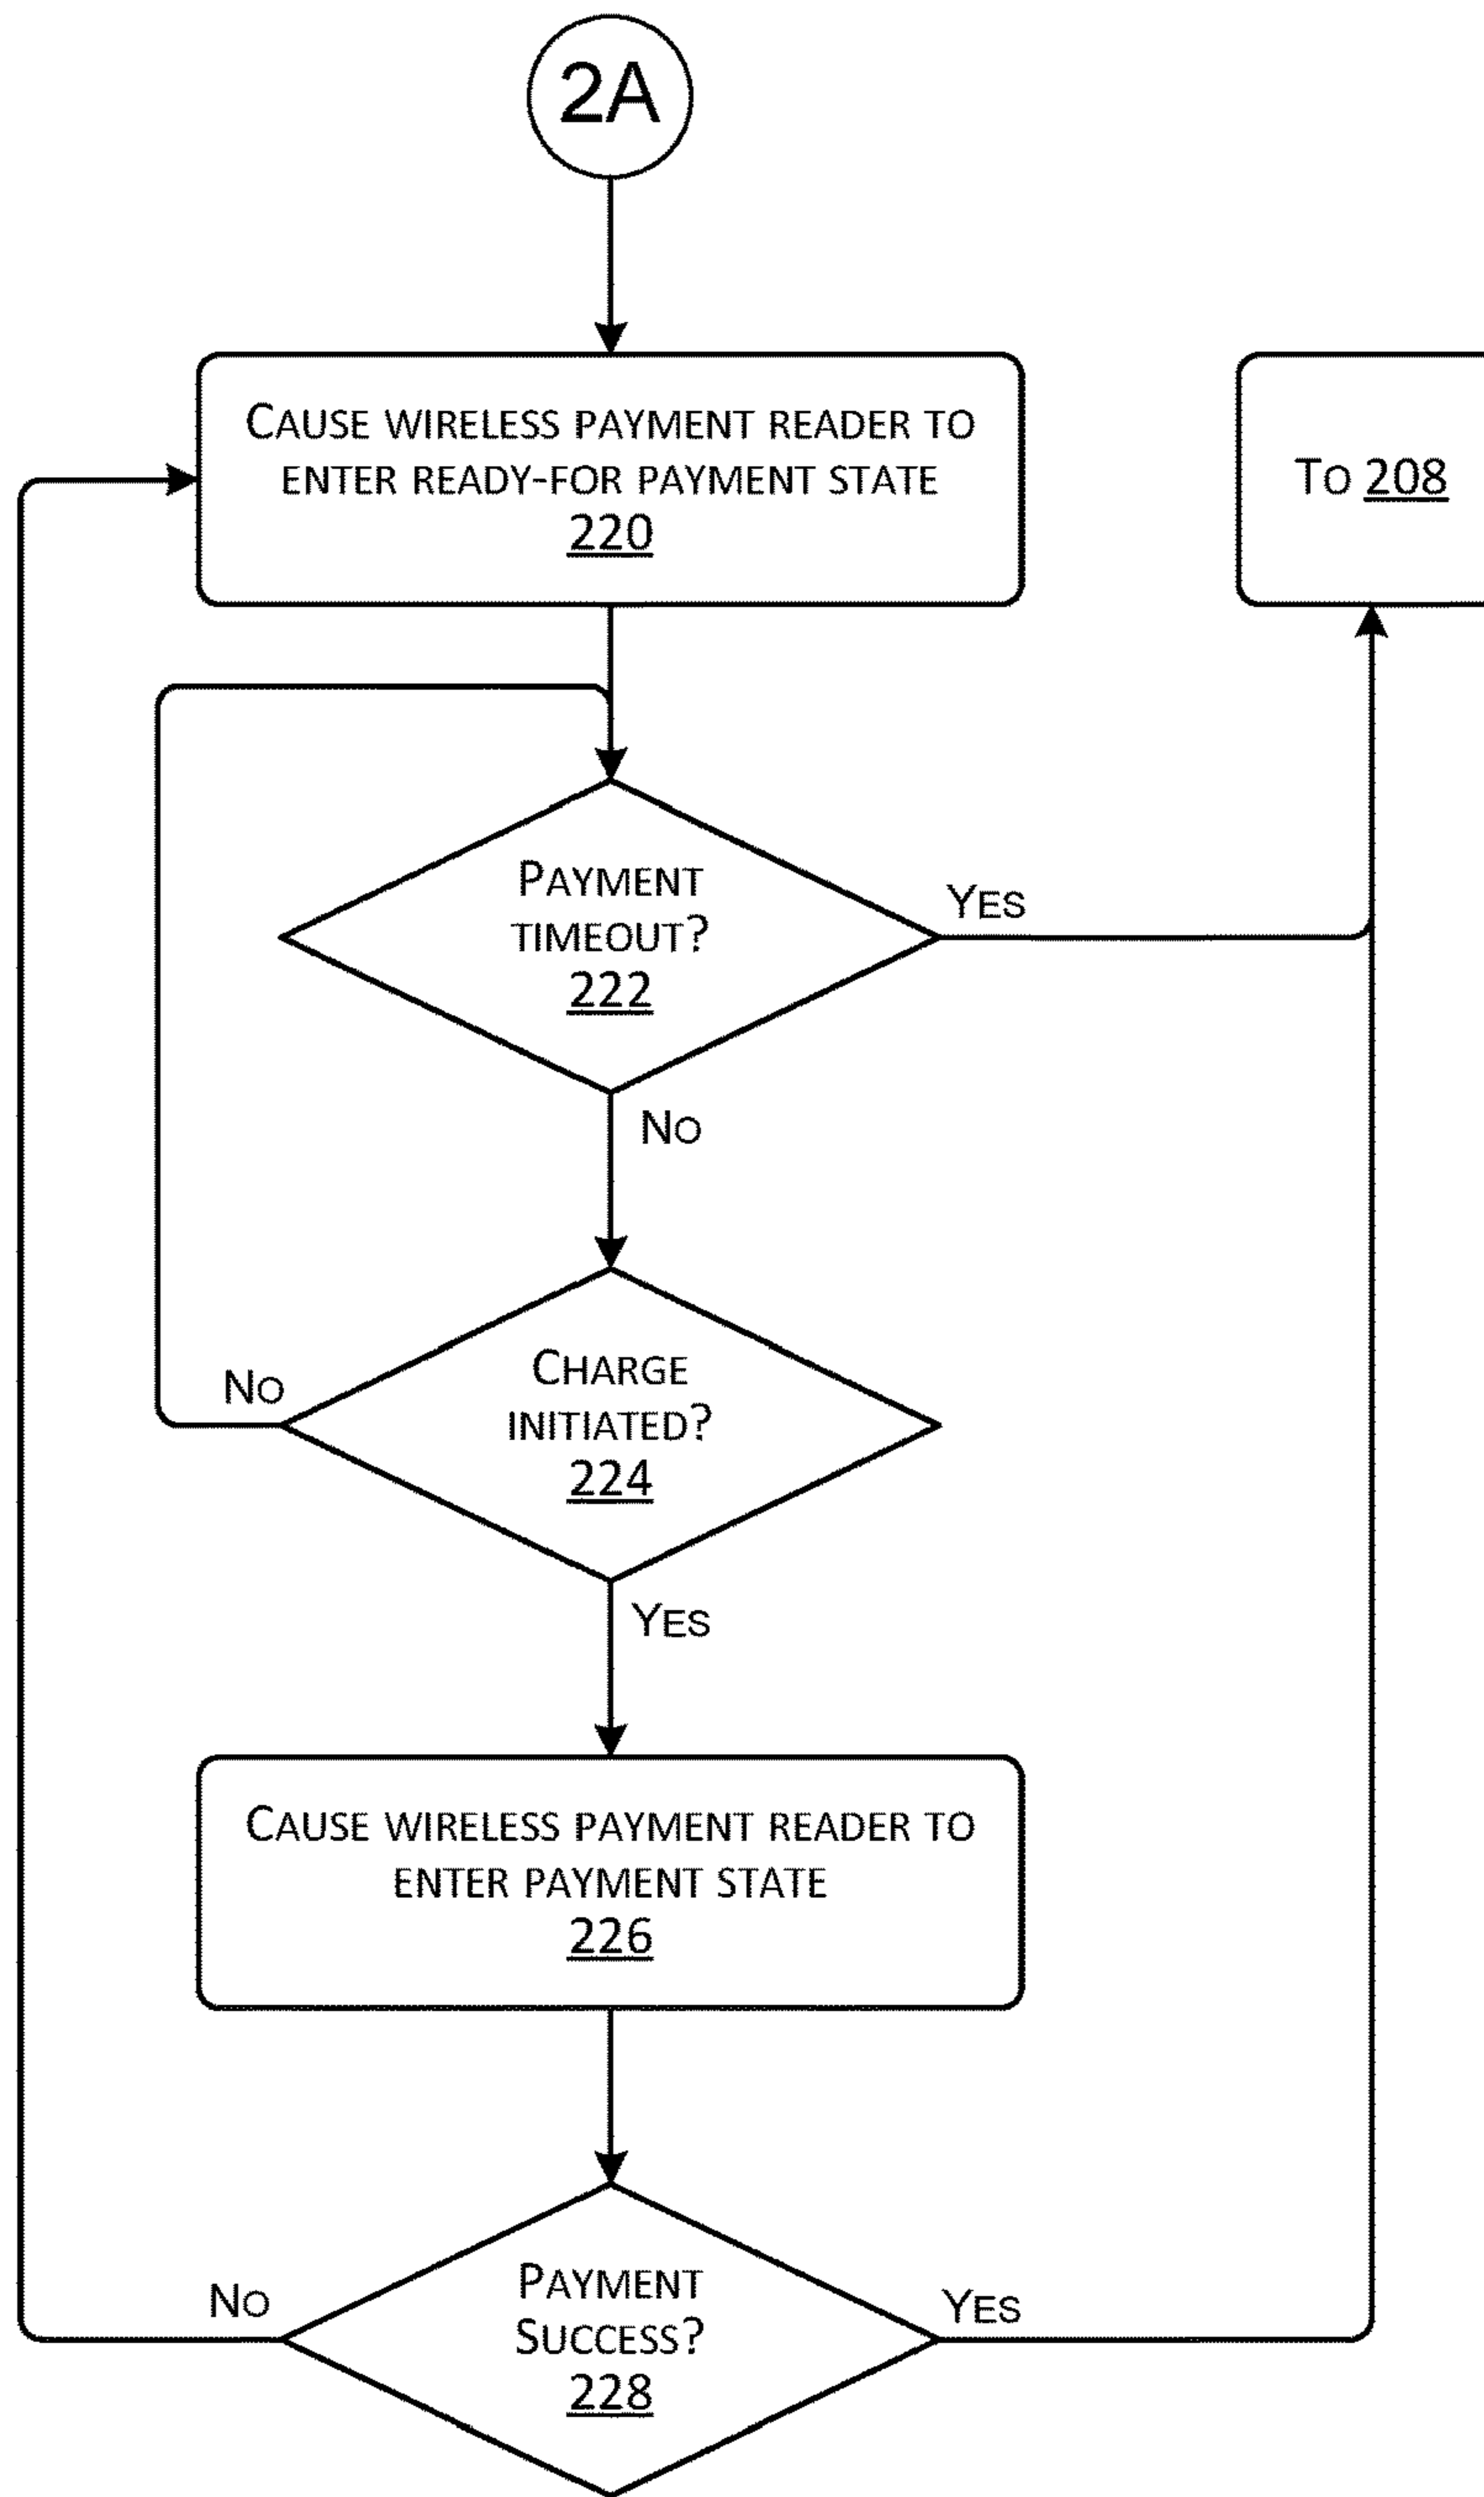 2A
CAUSE WIRELESS PAYMENT READER TO
ENTER READY-FOR PAYMENT STATE
220
TO 208
PAYMENT
TIMEOUT?
222
YES
NO
CHARGE
INITIATED?
224
NO
YES
CAUSE WIRELESS PAYMENT READER TO
ENTER PAYMENT STATE
226
PAYMENT
SUCCESS?
228
NO
YES